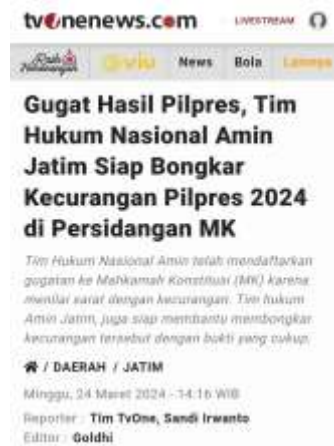 tvonenews.com LIVESTREAM
viu News Bola Lainnya
Gugat Hasil Pilpres, Tim
Hukum Nasional Amin
Jatim Siap Bongkar
Kecurangan Pilpres 2024
di Persidangan MK
Tim Hukum Nasional Amin telah mendaftarkan
gugatan ke Mahkamah Konstitusi (MK) karena
menilai sarat dengan kecurangan. Tim hukum
Amin Jatim, juga siap membantu membongkar
kecurangan tersebut dengan bukti yang cukup.
/ DAERAH / JATIM
Minggu, 24 Maret 2024 - 14:16 WIB
Reporter : Tim TvOne, Sandi Irwanto
Editor : Goldhi